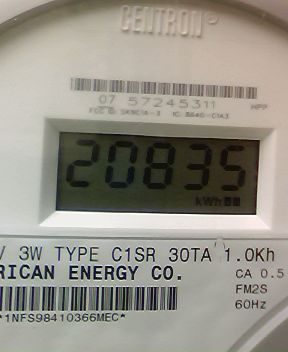 CENTRON®
07 57245311 HPP
20835
kWh
V 3W TYPE C1SR 30TA 1.0Kh
RICAN ENERGY CO. CA 0.5
FM2S
*1NFS98410366MEC* 60Hz